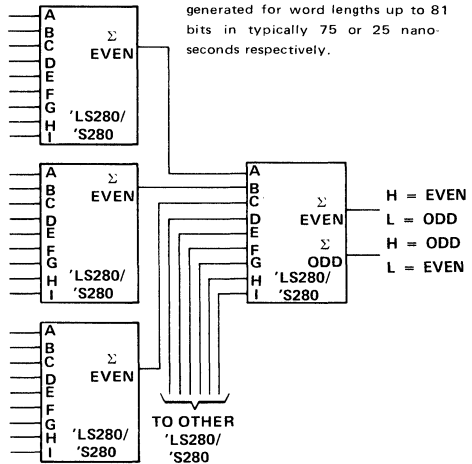 generated for word lengths up to 81
bits in typically 75 or 25 nano-
seconds respectively.
A
B
C
D
E
F
G
H
I
Σ
EVEN
'LS280/
'S280
A
B
C
D
E
F
G
H
I
Σ
EVEN
'LS280/
'S280
A
B
C
D
E
F
G
H
I
Σ
EVEN
'LS280/
'S280
A
B
C
D
E
F
G
H
I
Σ
EVEN
Σ
ODD
'LS280/
'S280
H = EVEN
L = ODD
H = ODD
L = EVEN
TO OTHER
'LS280/
'S280